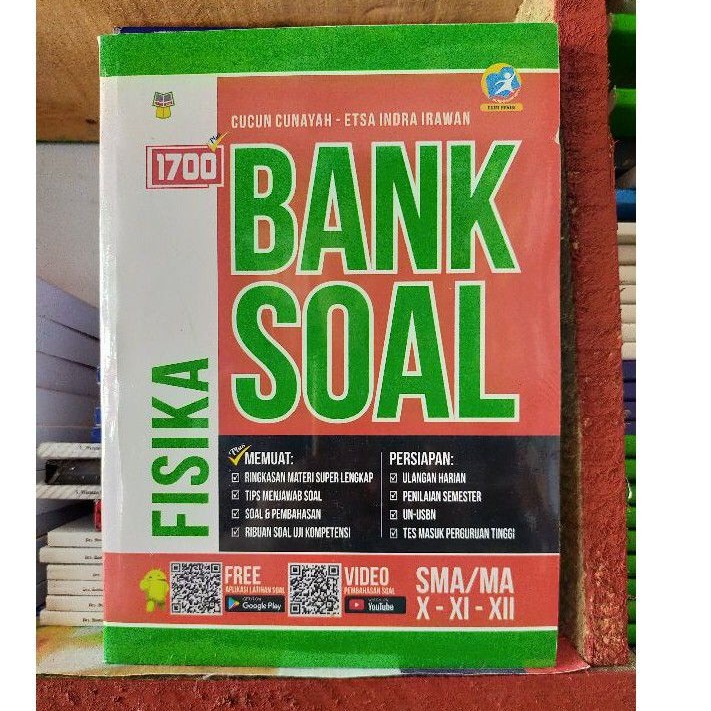 CUCUN CUNAYAH - ETSA INDRA IRAWAN
1700
Plus
BANK
SOAL
FISIKA
Plus
MEMUAT:
RINGKASAN MATERI SUPER LENGKAP
TIPS MENJAWAB SOAL
SOAL & PEMBAHASAN
RIBUAN SOAL UJI KOMPETENSI
PERSIAPAN:
ULANGAN HARIAN
PENILAIAN SEMESTER
UN-USBN
TES MASUK PERGURUAN TINGGI
FREE
APLIKASI LATIHAN SOAL
Google Play
VIDEO
PEMBAHASAN SOAL
YouTube
SMA/MA
X - XI - XII